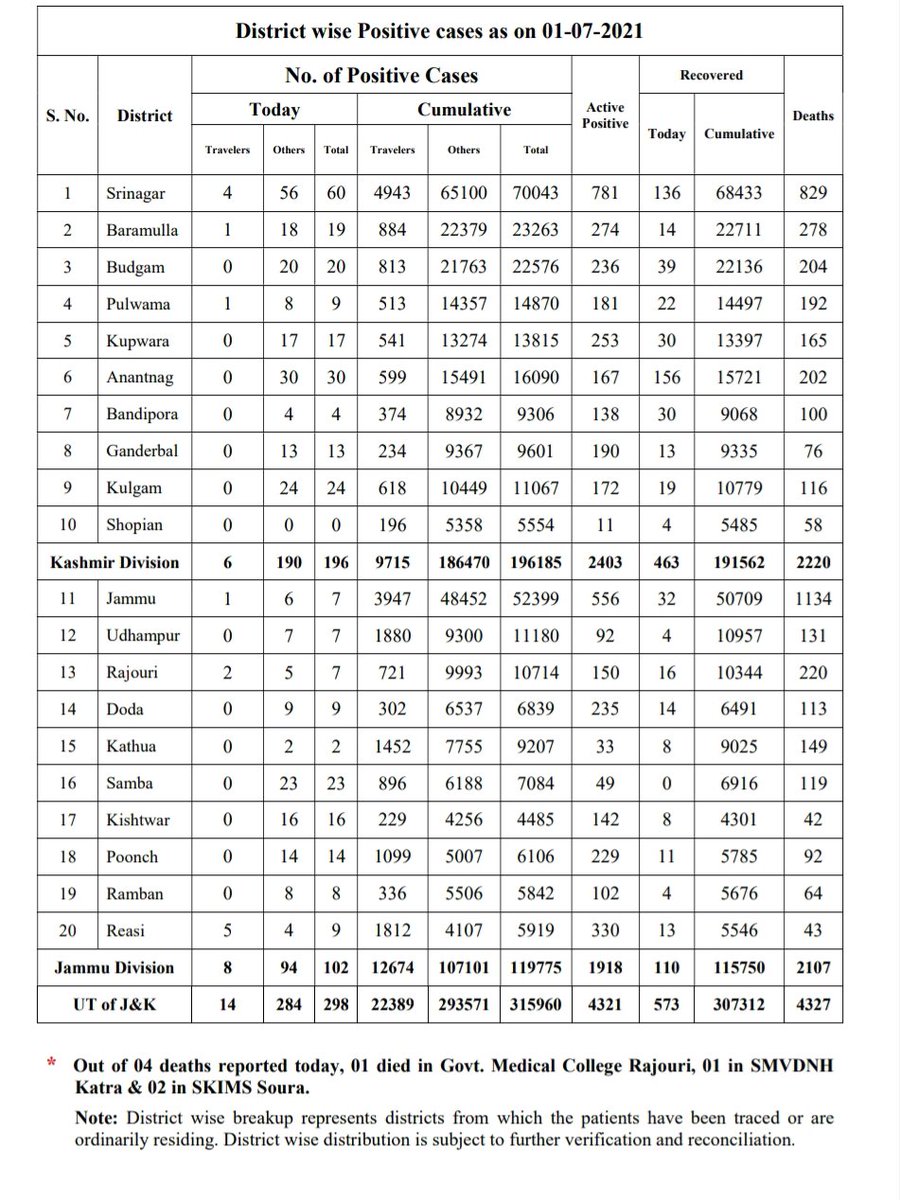 District wise Positive cases as on 01-07-2021
S. No. District No. of Positive Cases Active Positive Recovered Deaths
Today Cumulative Today Cumulative
Travelers Others Total Travelers Others Total
1 Srinagar 4 56 60 4943 65100 70043 781 136 68433 829
2 Baramulla 1 18 19 884 22379 23263 274 14 22711 278
3 Budgam 0 20 20 813 21763 22576 236 39 22136 204
4 Pulwama 1 8 9 513 14357 14870 181 22 14497 192
5 Kupwara 0 17 17 541 13274 13815 253 30 13397 165
6 Anantnag 0 30 30 599 15491 16090 167 156 15721 202
7 Bandipora 0 4 4 374 8932 9306 138 30 9068 100
8 Ganderbal 0 13 13 234 9367 9601 190 13 9335 76
9 Kulgam 0 24 24 618 10449 11067 172 19 10779 116
10 Shopian 0 0 0 196 5358 5554 11 4 5485 58
Kashmir Division 6 190 196 9715 186470 196185 2403 463 191562 2220
11 Jammu 1 6 7 3947 48452 52399 556 32 50709 1134
12 Udhampur 0 7 7 1880 9300 11180 92 4 10957 131
13 Rajouri 2 5 7 721 9993 10714 150 16 10344 220
14 Doda 0 9 9 302 6537 6839 235 14 6491 113
15 Kathua 0 2 2 1452 7755 9207 33 8 9025 149
16 Samba 0 23 23 896 6188 7084 49 0 6916 119
17 Kishtwar 0 16 16 229 4256 4485 142 8 4301 42
18 Poonch 0 14 14 1099 5007 6106 229 11 5785 92
19 Ramban 0 8 8 336 5506 5842 102 4 5676 64
20 Reasi 5 4 9 1812 4107 5919 330 13 5546 43
Jammu Division 8 94 102 12674 107101 119775 1918 110 115750 2107
UT of J&K 14 284 298 22389 293571 315960 4321 573 307312 4327
* Out of 04 deaths reported today, 01 died in Govt. Medical College Rajouri, 01 in SMVDNH
Katra & 02 in SKIMS Soura.
Note: District wise breakup represents districts from which the patients have been traced or are
ordinarily residing. District wise distribution is subject to further verification and reconciliation.